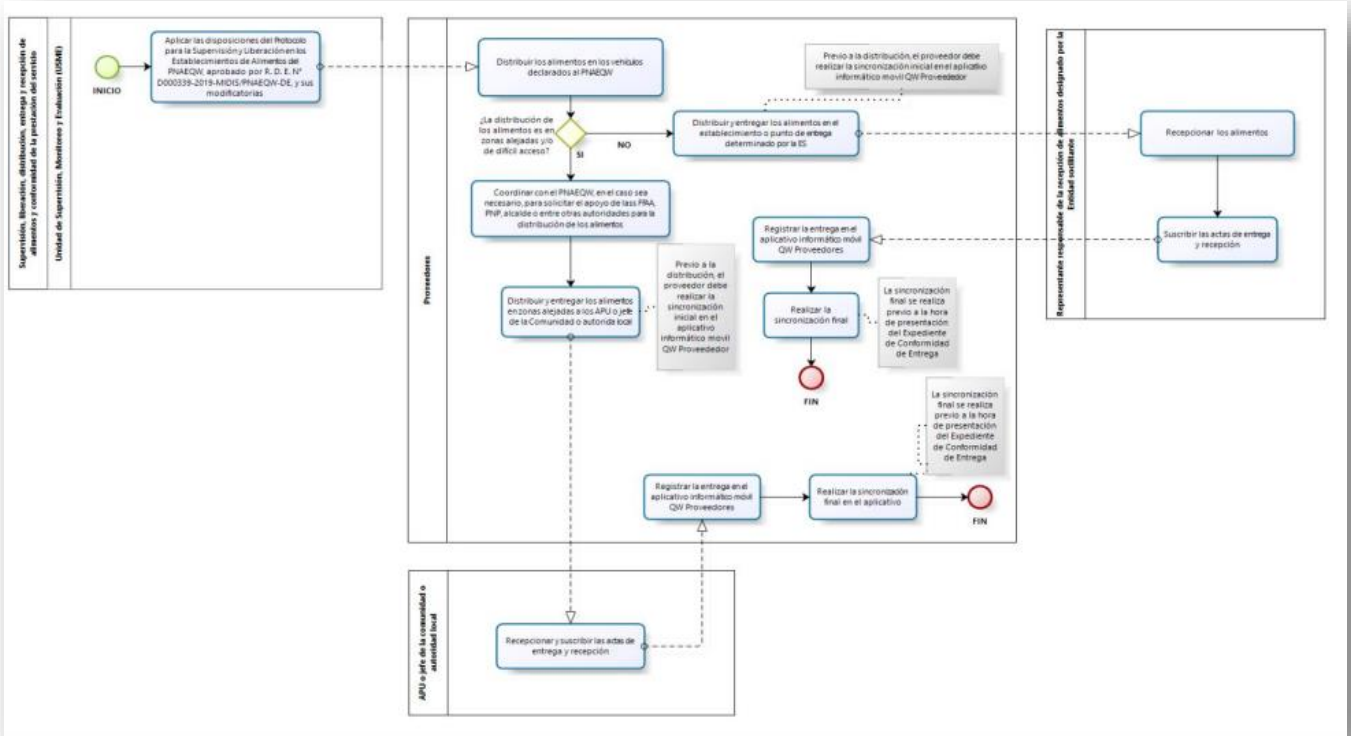 Supervisión, liberación, distribución, entrega y recepción de
alimentos y conformidad de la prestación del servicio
Unidad de Supervisión, Monitoreo y Evaluación (USME)
INICIO
Aplicar las disposiciones del Protocolo
para la Supervisión y Liberación en los
Establecimientos de Alimentos del
PNAEQW, aprobado por R. D. E. N°
D000339-2019-MIDIS/PNAEQW-DE, y sus
modificatorias
Proveedores
Distribuir los alimentos en los vehículos
declarados al PNAEQW
¿La distribución de
los alimentos es en
zonas alejadas y/o
de difícil acceso?
SI
NO
Previo a la distribución, el proveedor debe
realizar la sincronización inicial en el aplicativo
informático movil QW Proveededor
Distribuir y entregar los alimentos en el
establecimiento o punto de entrega
determinado por la ES
Coordinar con el PNAEQW, en el caso sea
necesario, para solicitar el apoyo de lass FFAA,
PNP, alcalde o entre otras autoridades para la
distribución de los alimentos
Distribuir y entregar los alimentos
en zonas alejadas a los APU o jefe
de la Comunidad o autorida local
Previo a la
distribución, el
proveedor debe
realizar la
sincronización
inicial en el
aplicativo
informático movil
QW Proveededor
Registrar la entrega en el
aplicativo informático móvil
QW Proveedores
Realizar la
sincronización final
La sincronización
final se realiza
previo a la hora
de presentación
del Expediente
de Conformidad
de Entrega
FIN
La sincronización
final se realiza
previo a la hora
de presentación
del Expediente
de Conformidad
de Entrega
Registrar la entrega en el
aplicativo informático móvil
QW Proveedores
Realizar la sincronización
final en el aplicativo
FIN
Representante responsable de la recepción de alimentos designado por la
Entidad socilitante
Recepcionar los alimentos
Suscribir las actas de entrega
y recepción
APU o jefe de la comunidad o
autoridad local
Recepcionar y suscribir las actas de
entrega y recepción